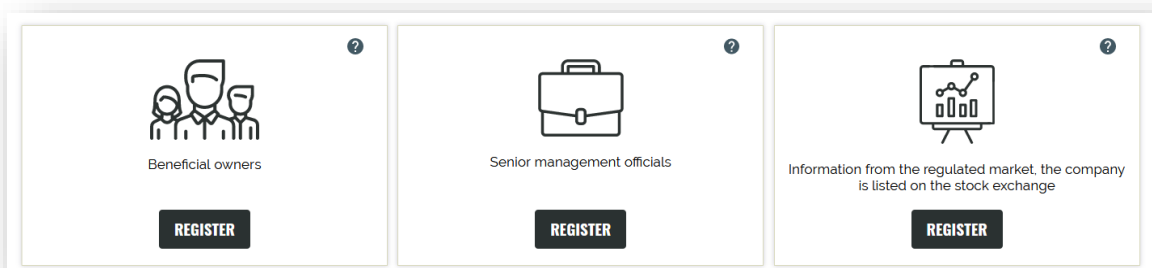 Beneficial owners
REGISTER
Senior management officials
REGISTER
Information from the regulated market, the company
is listed on the stock exchange
REGISTER